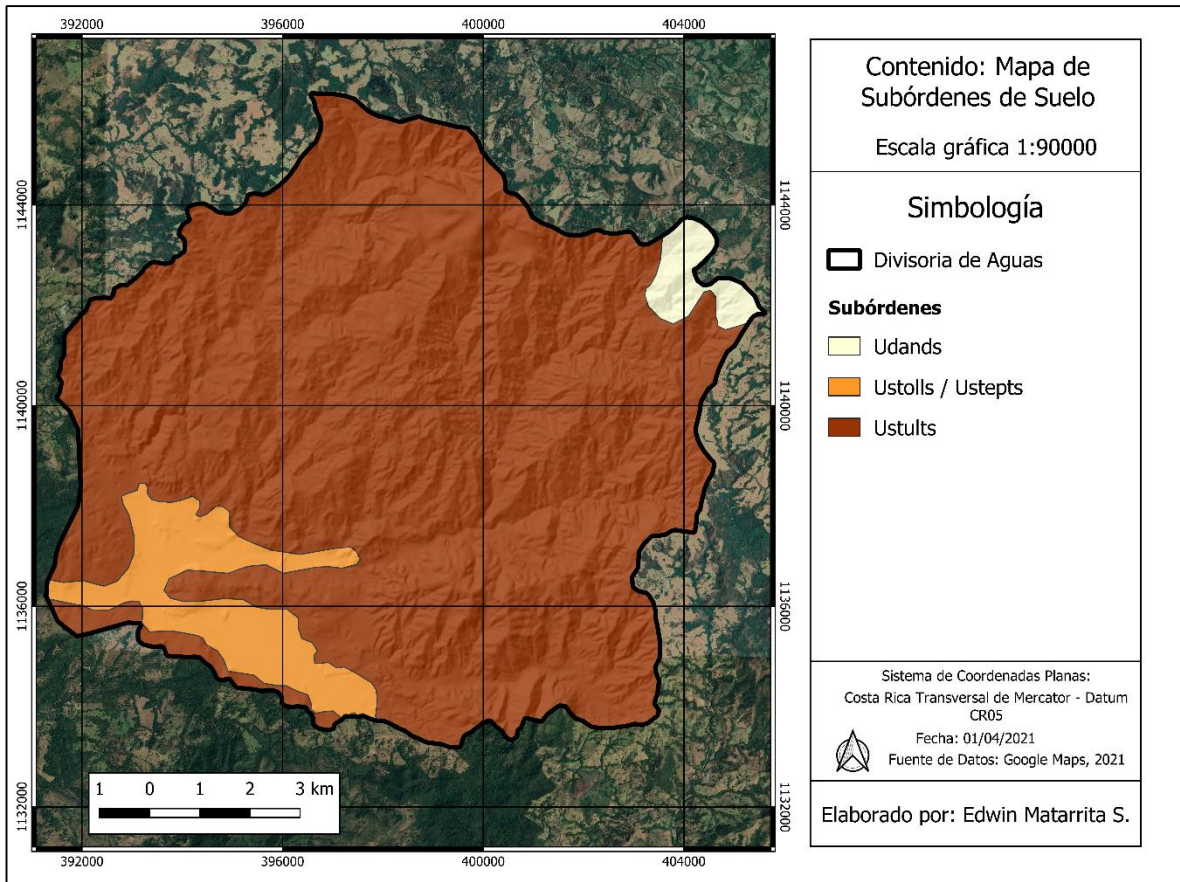 392000 396000 400000 404000
1144000 1144000
1140000 1140000
1136000 1136000
1132000 1132000
1 0 1 2 3 km
392000 396000 400000 404000
Contenido: Mapa de
Subórdenes de Suelo
Escala gráfica 1:90000
Simbología
Divisoria de Aguas
Subórdenes
Udands
Ustolls / Ustepts
Ustults
Sistema de Coordenadas Planas:
Costa Rica Transversal de Mercator - Datum
CR05
Fecha: 01/04/2021
Fuente de Datos: Google Maps, 2021
Elaborado por: Edwin Matarrita S.